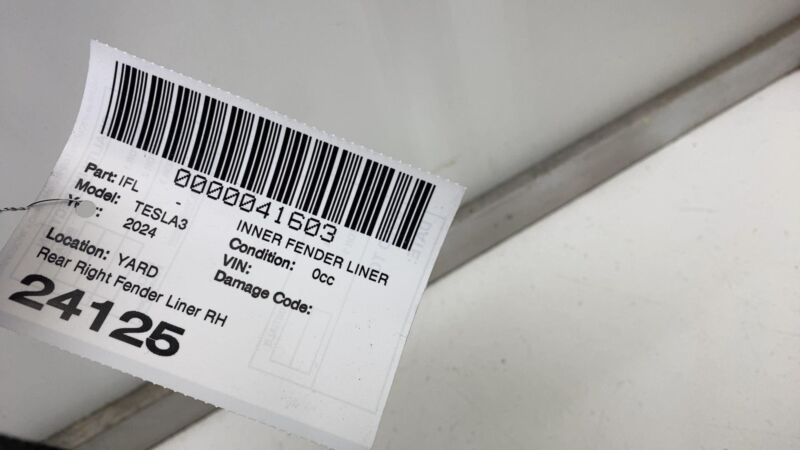 0000041603
Part: IFL - INNER FENDER LINER
Model: TESLA3 Condition: 0cc
2024 VIN:
Location: YARD Damage Code:
Rear Right Fender Liner RH
24125